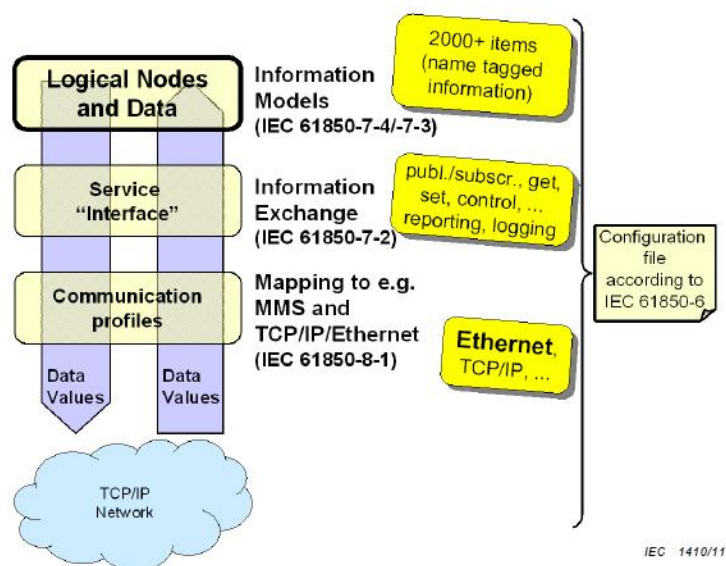 Logical Nodes
and Data
Information
Models
(IEC 61850-7-4/-7-3)
2000+ items
(name tagged
information)
Service
“Interface”
Information
Exchange
(IEC 61850-7-2)
publ./subscr., get,
set, control, ...
reporting, logging
Configuration
file
according to
IEC 61850-6
Communication
profiles
Mapping to e.g.
MMS and
TCP/IP/Ethernet
(IEC 61850-8-1)
Ethernet,
TCP/IP, ...
Data
Values
Data
Values
TCP/IP
Network
IEC 1410/11